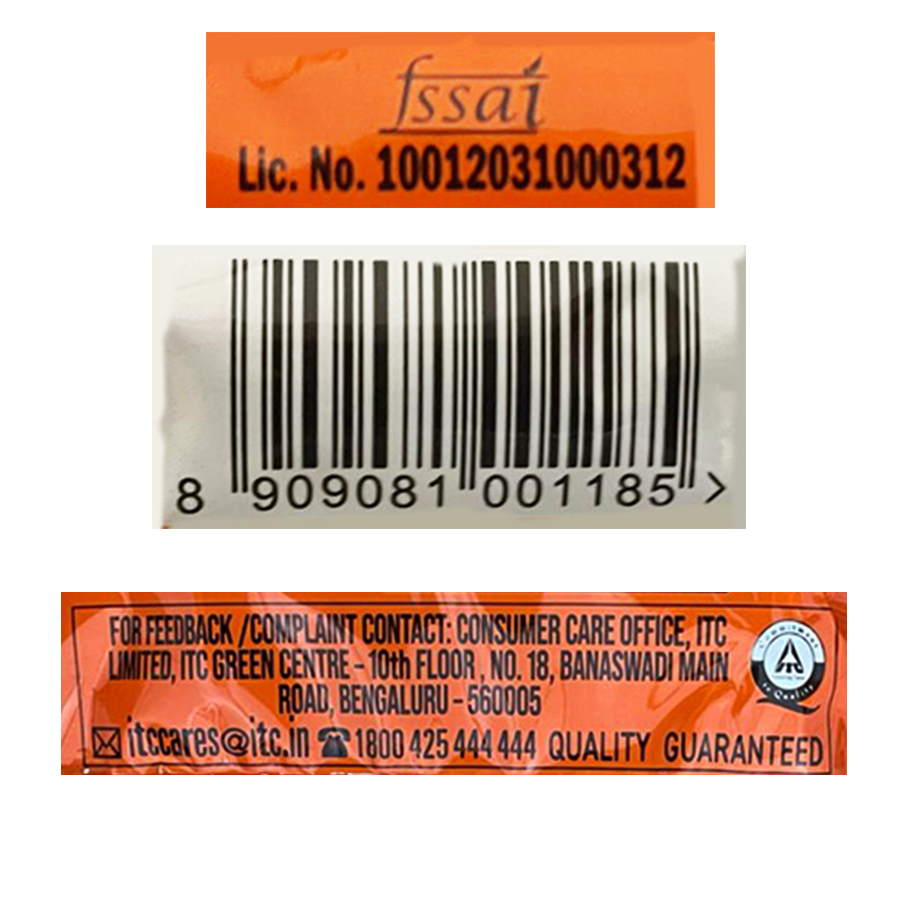 fssai
Lic. No. 10012031000312
8 909081 001185 >
FOR FEEDBACK /COMPLAINT CONTACT: CONSUMER CARE OFFICE, ITC
LIMITED, ITC GREEN CENTRE - 10th FLOOR, NO. 18, BANASWADI MAIN
ROAD, BENGALURU - 560005
itccares@itc.in 1800 425 444 444 QUALITY GUARANTEED